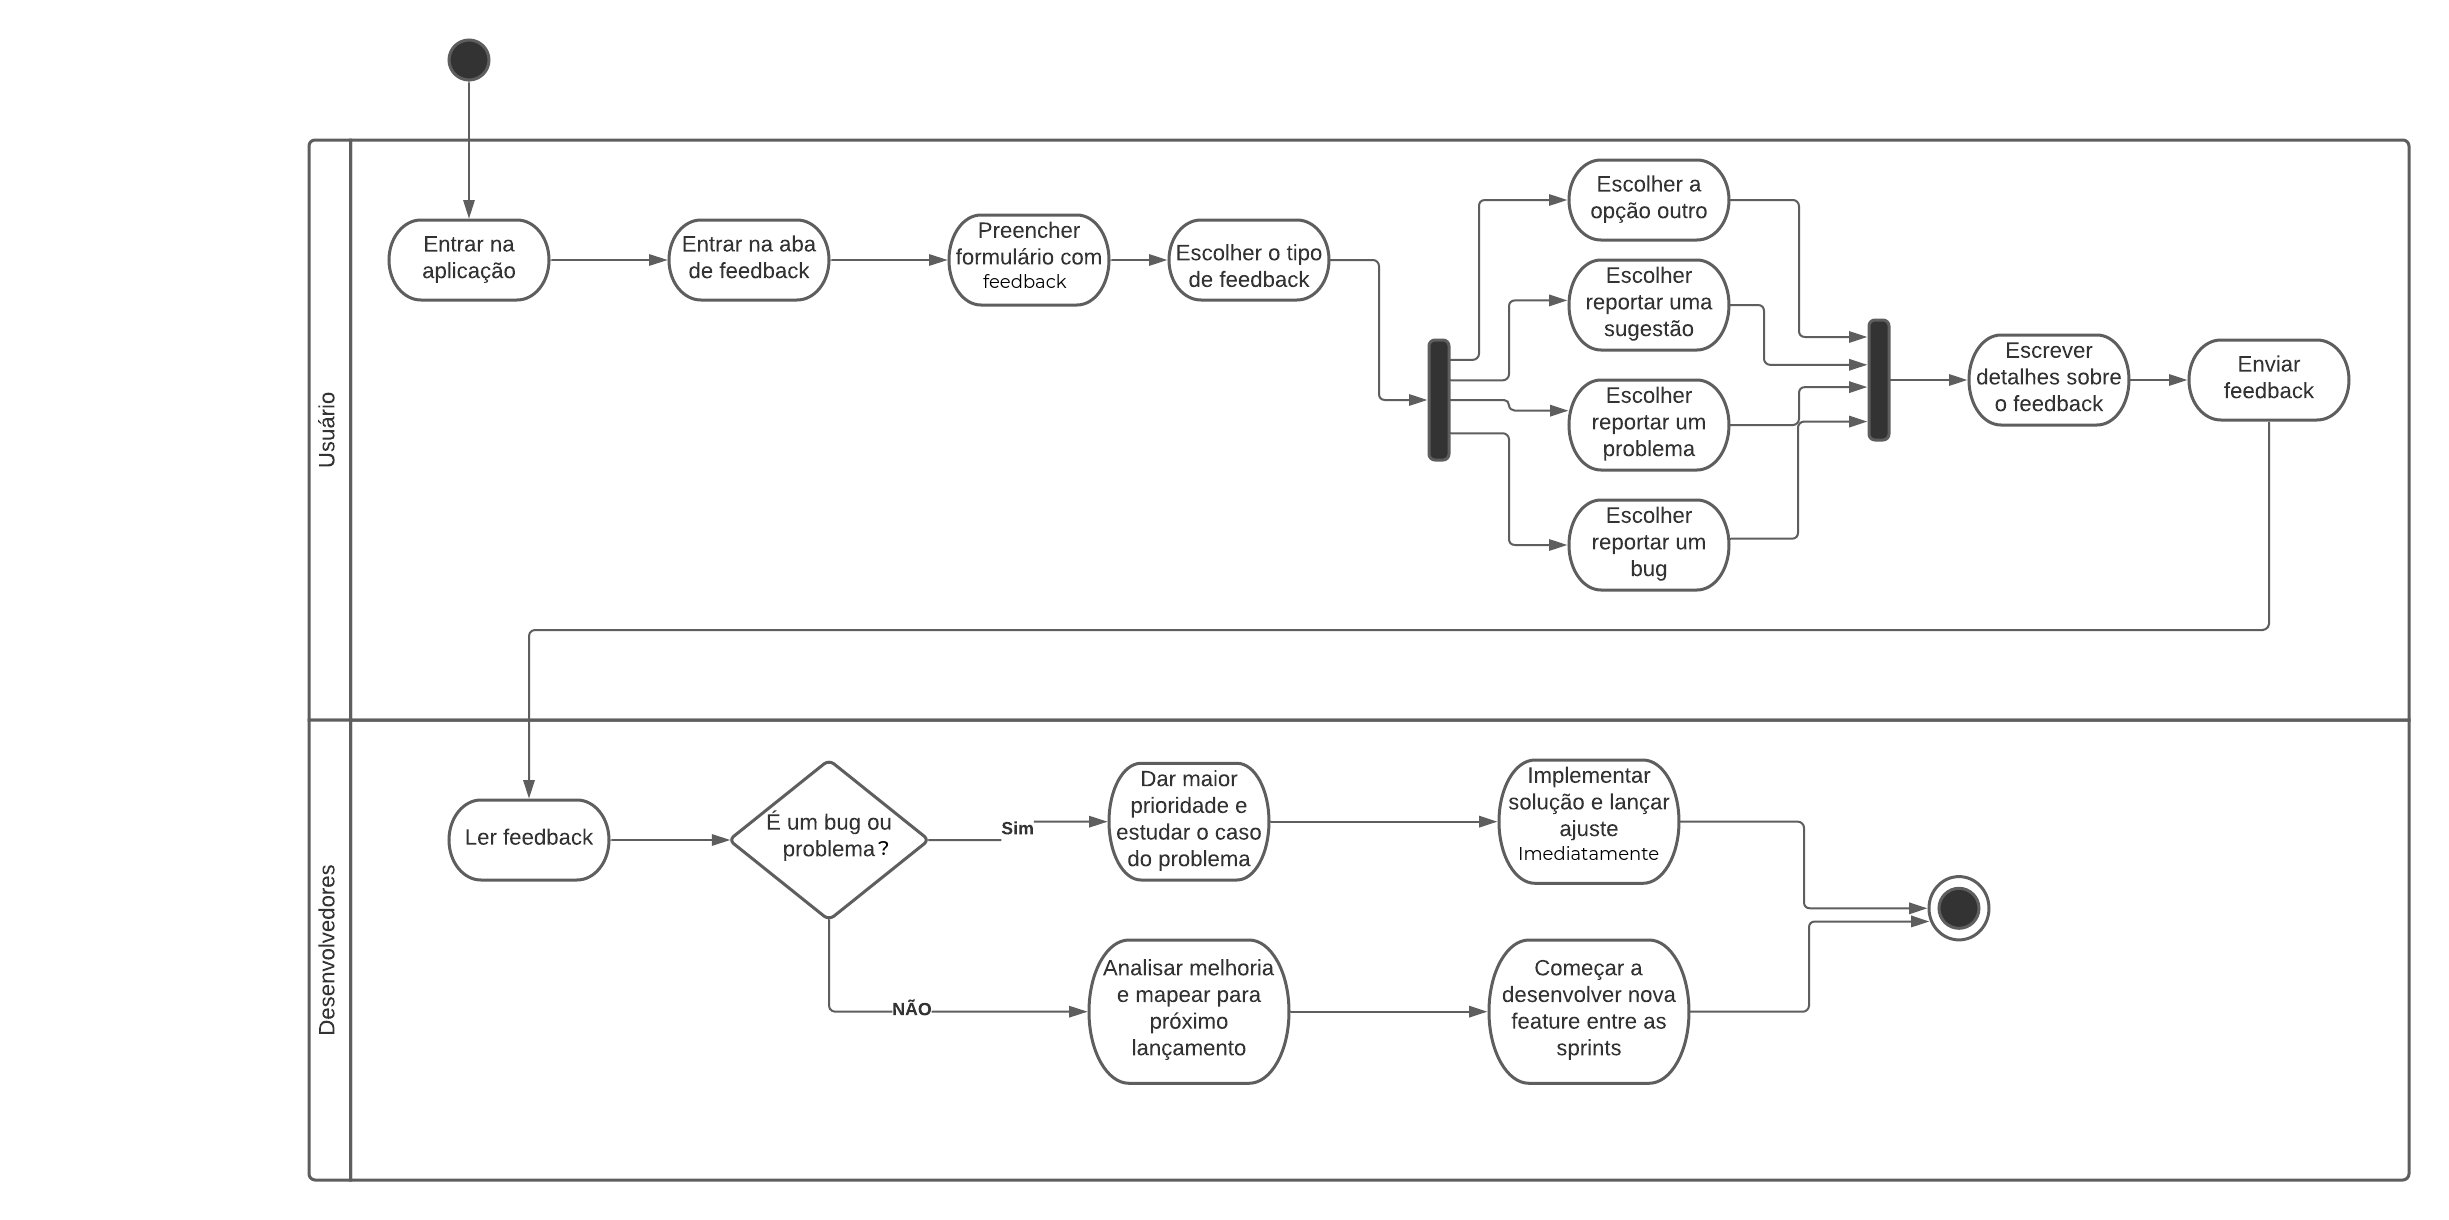 Usuário
Entrar na
aplicação
Entrar na aba
de feedback
Preencher
formulário com
feedback
Escolher o tipo
de feedback
Escolher a
opção outro
Escolher
reportar uma
sugestão
Escolher
reportar um
problema
Escolher
reportar um
bug
Escrever
detalhes sobre
o feedback
Enviar
feedback
Desenvolvedores
Ler feedback
É um bug ou
problema?
Sim
Dar maior
prioridade e
estudar o caso
do problema
Implementar
solução e lançar
ajuste
Imediatamente
NÃO
Analisar melhoria
e mapear para
próximo
lançamento
Começar a
desenvolver nova
feature entre as
sprints